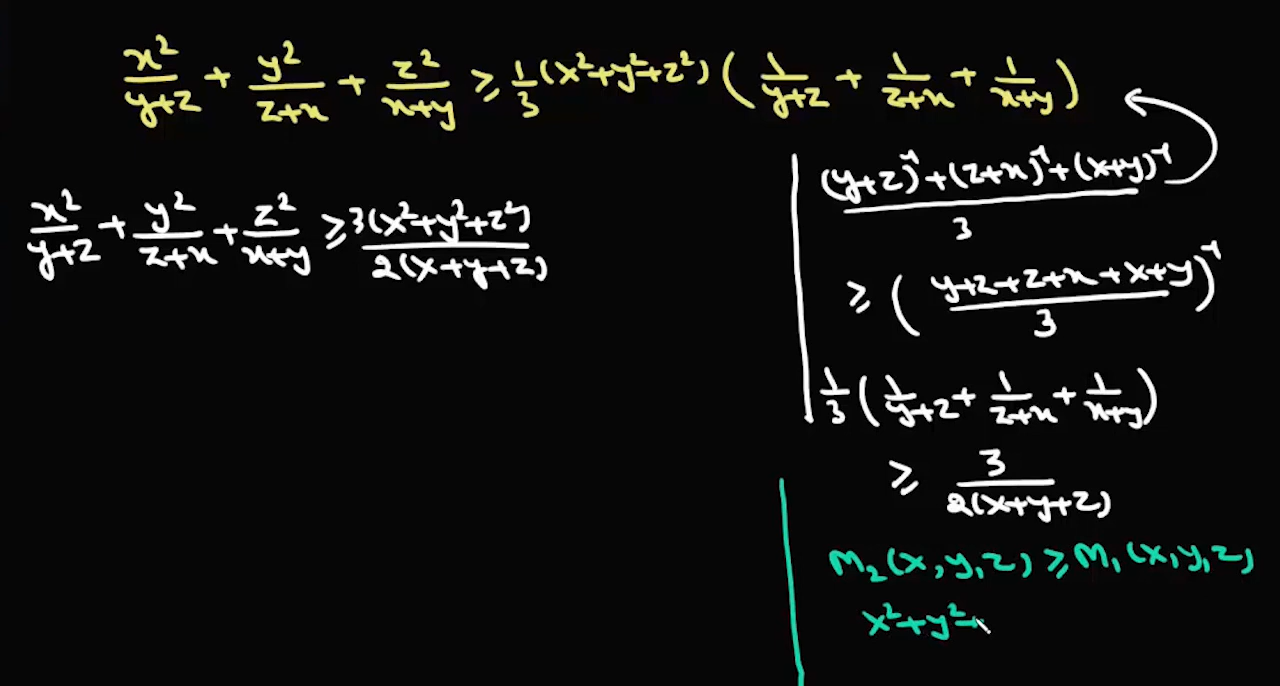 x²/(y+z) + y²/(z+x) + z²/(x+y) ≥ 1/3 (x²+y²+z²) ( 1/(y+z) + 1/(z+x) + 1/(x+y) )
x²/(y+z) + y²/(z+x) + z²/(x+y) ≥ 3(x²+y²+z²)/2(x+y+z)
((y+z)⁻¹ + (z+x)⁻¹ + (x+y)⁻¹)/3
≥ ( (y+z+z+x+x+y)/3 )⁻¹
1/3 ( 1/(y+z) + 1/(z+x) + 1/(x+y) )
≥ 3/2(x+y+z)
M₂(x,y,z) ≥ M₁(x,y,z)
x²+y²+